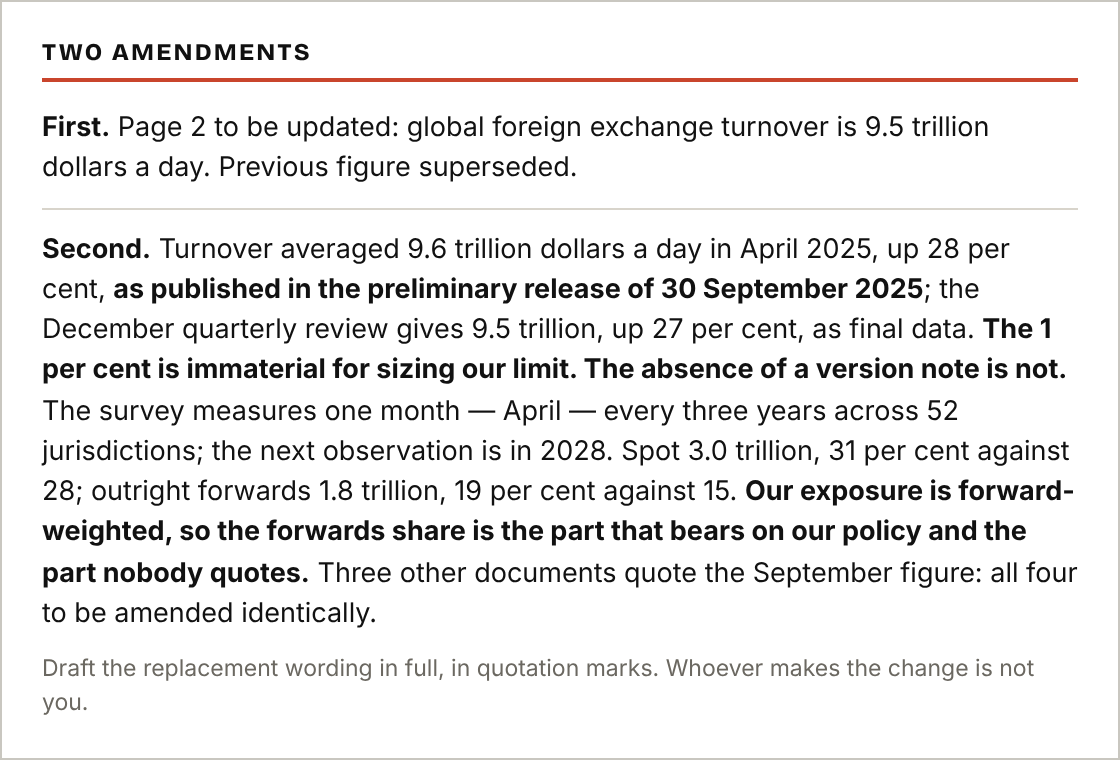 TWO AMENDMENTS
First. Page 2 to be updated: global foreign exchange turnover is 9.5 trillion
dollars a day. Previous figure superseded.
Second. Turnover averaged 9.6 trillion dollars a day in April 2025, up 28 per
cent, as published in the preliminary release of 30 September 2025; the
December quarterly review gives 9.5 trillion, up 27 per cent, as final data. The 1
per cent is immaterial for sizing our limit. The absence of a version note is not.
The survey measures one month — April — every three years across 52
jurisdictions; the next observation is in 2028. Spot 3.0 trillion, 31 per cent against
28; outright forwards 1.8 trillion, 19 per cent against 15. Our exposure is forward-
weighted, so the forwards share is the part that bears on our policy and the
part nobody quotes. Three other documents quote the September figure: all four
to be amended identically.
Draft the replacement wording in full, in quotation marks. Whoever makes the change is not
you.